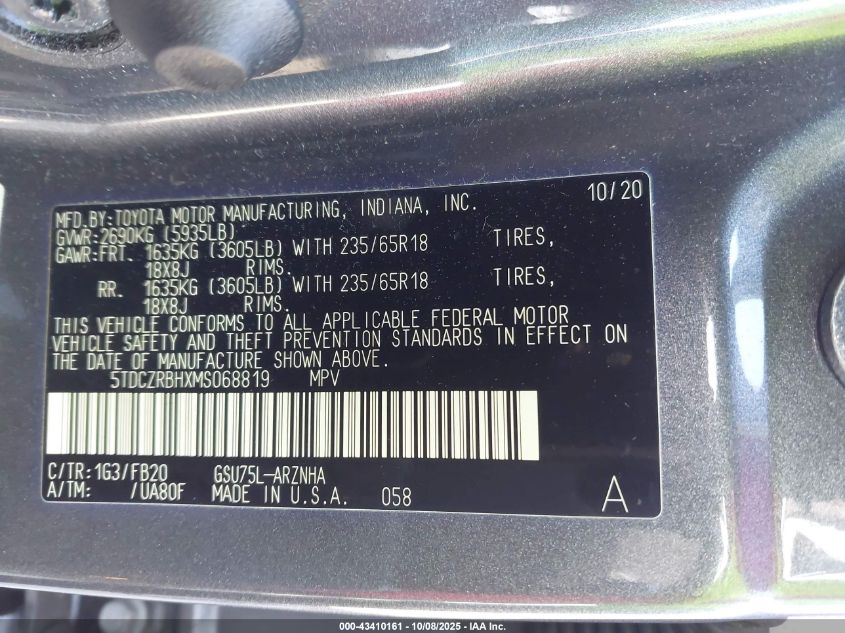 MFD.BY:TOYOTA MOTOR MANUFACTURING, INDIANA, INC. 10/20
GVWR:2690KG (5935LB)
GAWR:FRT. 1635KG (3605LB) WITH 235/65R18 TIRES,
18X8J RIMS.
RR. 1635KG (3605LB) WITH 235/65R18 TIRES,
18X8J RIMS.
THIS VEHICLE CONFORMS TO ALL APPLICABLE FEDERAL MOTOR
VEHICLE SAFETY AND THEFT PREVENTION STANDARDS IN EFFECT ON
THE DATE OF MANUFACTURE SHOWN ABOVE.
5TDCZRBHXMS068819 MPV
C/TR:1G3/FB20 GSU75L-ARZNHA
A/TM: /UA80F MADE IN U.S.A. 058 A
000-43410161 - 10/08/2025 - IAA Inc.